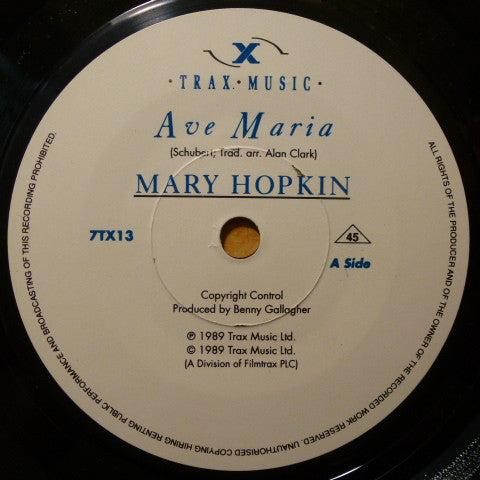 X
· TRAX · MUSIC ·
Ave Maria
(Schubert; Trad. arr. Alan Clark)
MARY HOPKIN
7TX13
45
A Side
Copyright Control
Produced by Benny Gallagher
℗ 1989 Trax Music Ltd.
© 1989 Trax Music Ltd.
(A Division of Filmtrax PLC)
ALL RIGHTS OF THE PRODUCER AND OF THE OWNER OF THE RECORDED WORK RESERVED. UNAUTHORISED COPYING HIRING RENTING PUBLIC PERFORMANCE AND BROADCASTING OF THIS RECORDING PROHIBITED.